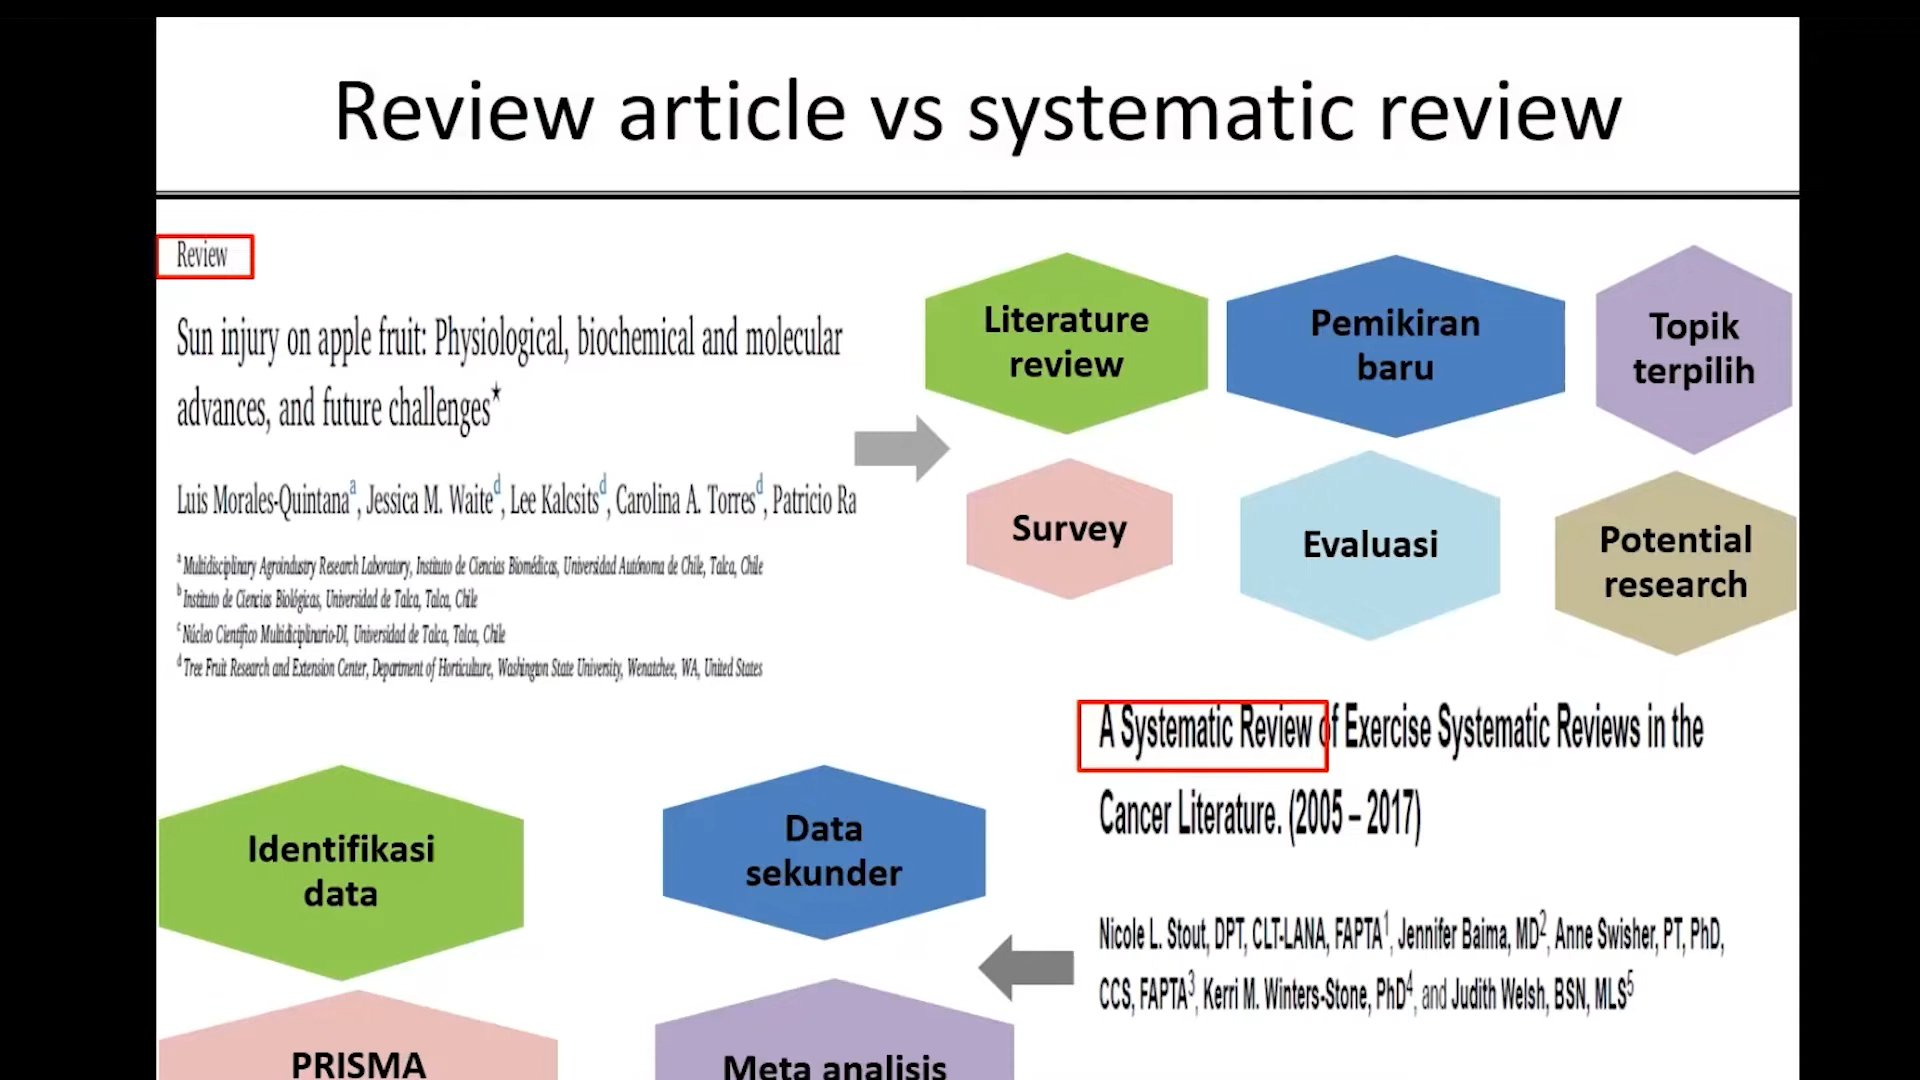 Review article vs systematic review
Review
Sun injury on apple fruit: Physiological, biochemical and molecular
advances, and future challenges*
Luis Morales-Quintana a, Jessica M. Waite d, Lee Kalcsits d, Carolina A. Torres d, Patricio Ra
a Multidisciplinary Agroindustry Research Laboratory, Instituto de Ciencias Biomédicas, Universidad Autónoma de Chile, Talca, Chile
b Instituto de Ciencias Biológicas, Universidad de Talca, Talca, Chile
c Núcleo Científico Multidiciplinario-DI, Universidad de Talca, Talca, Chile
d Tree Fruit Research and Extension Center, Department of Horticulture, Washington State University, Wenatchee, WA, United States
Literature
review
Pemikiran
baru
Topik
terpilih
Survey
Evaluasi
Potential
research
A Systematic Review of Exercise Systematic Reviews in the
Cancer Literature. (2005 – 2017)
Nicole L. Stout, DPT, CLT-LANA, FAPTA1, Jennifer Baima, MD2, Anne Swisher, PT, PhD,
CCS, FAPTA3, Kerri M. Winters-Stone, PhD4, and Judith Welsh, BSN, MLS5
Identifikasi
data
Data
sekunder
PRISMA
Meta analisis